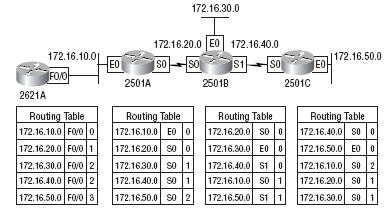 172.16.30.0
172.16.10.0 172.16.20.0 E0 172.16.40.0 172.16.50.0
F0/0 E0 S0 S0 S1 S0 E0
2621A 2501A 2501B 2501C
Routing Table
172.16.10.0 F0/0 0
172.16.20.0 F0/0 1
172.16.30.0 F0/0 2
172.16.40.0 F0/0 2
172.16.50.0 F0/0 3
Routing Table
172.16.10.0 E0 0
172.16.20.0 S0 0
172.16.30.0 S0 1
172.16.40.0 S0 1
172.16.50.0 S0 2
Routing Table
172.16.20.0 S0 0
172.16.30.0 E0 0
172.16.40.0 S1 0
172.16.10.0 S0 1
172.16.50.0 S1 1
Routing Table
172.16.40.0 S0 0
172.16.50.0 E0 0
172.16.10.0 S0 2
172.16.20.0 S0 1
172.16.30.0 S0 1